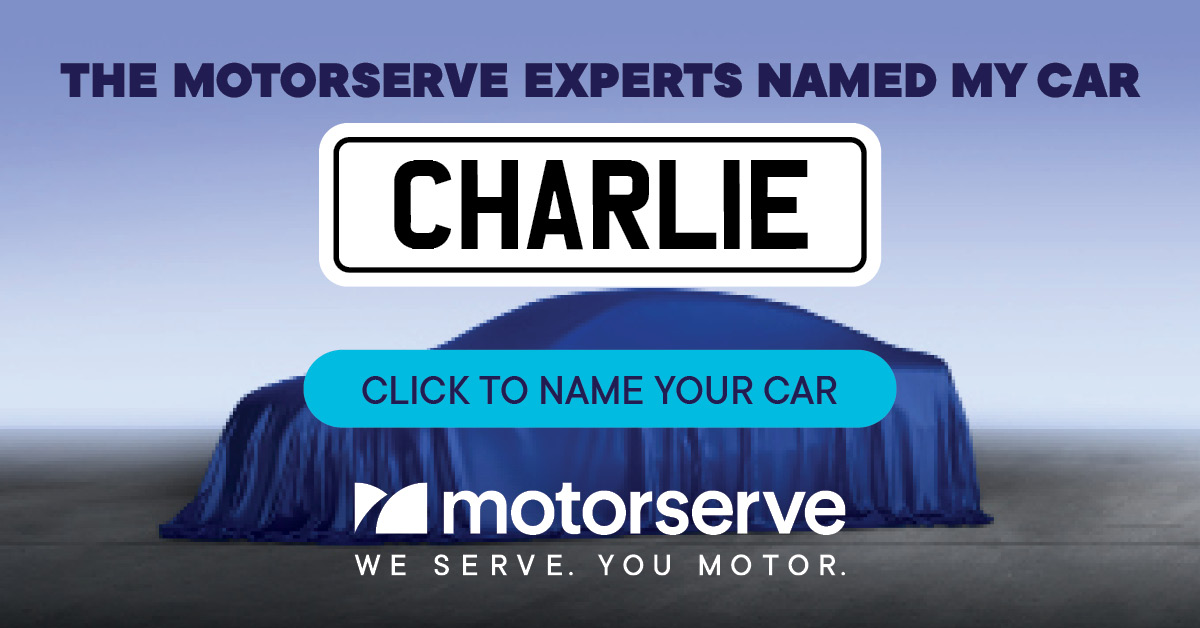 THE MOTORSERVE EXPERTS NAMED MY CAR
CHARLIE
CLICK TO NAME YOUR CAR
motorserve
WE SERVE. YOU MOTOR.